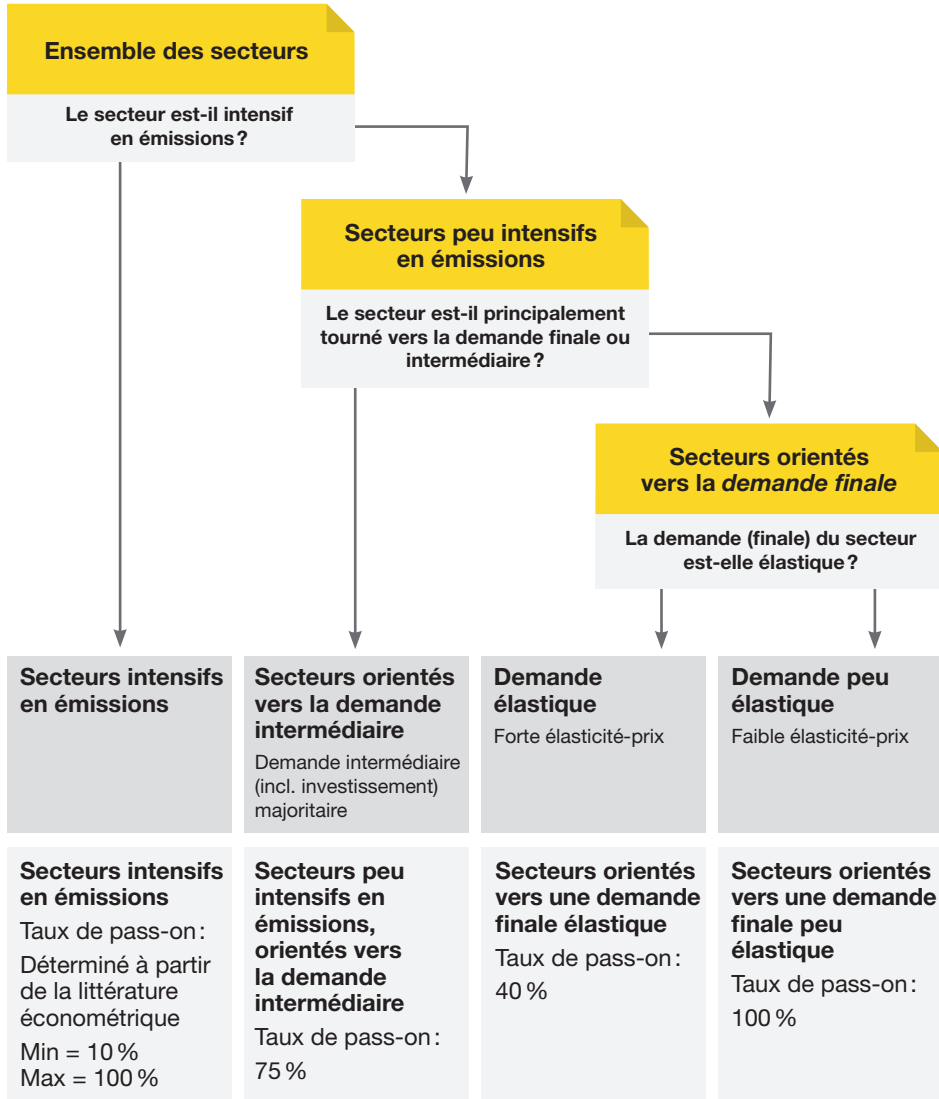 Ensemble des secteurs
Le secteur est-il intensif
en émissions ?
Secteurs peu intensifs
en émissions
Le secteur est-il principalement
tourné vers la demande finale ou
intermédiaire ?
Secteurs orientés
vers la demande finale
La demande (finale) du secteur
est-elle élastique ?
Secteurs intensifs
en émissions
Secteurs orientés
vers la demande
intermédiaire
Demande intermédiaire
(incl. investissement)
majoritaire
Demande
élastique
Forte élasticité-prix
Demande peu
élastique
Faible élasticité-prix
Secteurs intensifs
en émissions
Taux de pass-on :
Déterminé à partir
de la littérature
économétrique
Min = 10 %
Max = 100 %
Secteurs peu
intensifs en
émissions,
orientés vers
la demande
intermédiaire
Taux de pass-on :
75 %
Secteurs orientés
vers une demande
finale élastique
Taux de pass-on :
40 %
Secteurs orientés
vers une demande
finale peu
élastique
Taux de pass-on :
100 %